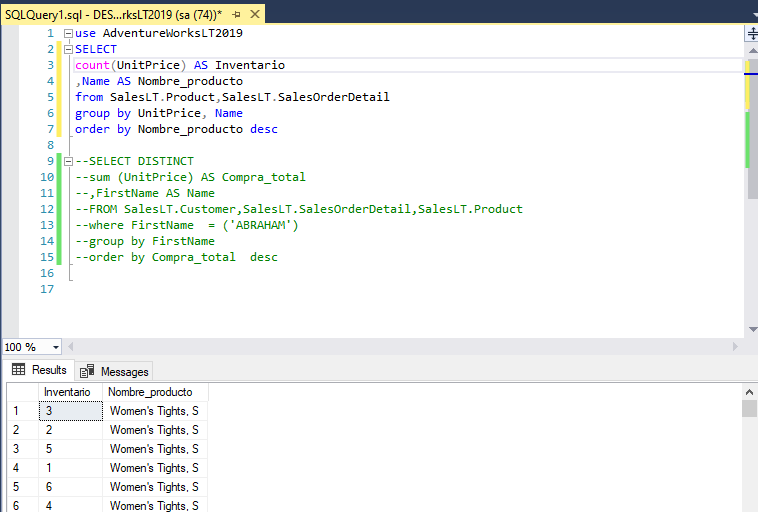 SQLQuery1.sql - DES...rksLT2019 (sa (74))*
1 use AdventureWorksLT2019
2 SELECT
3 count(UnitPrice) AS Inventario
4 ,Name AS Nombre_producto
5 from SalesLT.Product,SalesLT.SalesOrderDetail
6 group by UnitPrice, Name
7 order by Nombre_producto desc
8
9 --SELECT DISTINCT
10 --sum (UnitPrice) AS Compra_total
11 --,FirstName AS Name
12 --FROM SalesLT.Customer,SalesLT.SalesOrderDetail,SalesLT.Product
13 --where FirstName  = ('ABRAHAM')
14 --group by FirstName
15 --order by Compra_total  desc
16
17
100 %
Results Messages
Inventario Nombre_producto
1 3 Women's Tights, S
2 2 Women's Tights, S
3 5 Women's Tights, S
4 1 Women's Tights, S
5 6 Women's Tights, S
6 4 Women's Tights, S